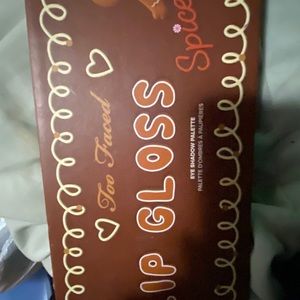 Too Faced
IP GLOSS
Spice
EYE SHADOW PALETTE
PALETTE D'OMBRES À PAUPIÈRES